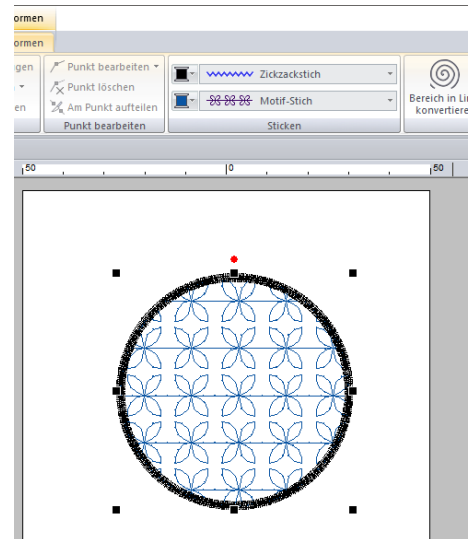 ormen
ormen
gen
en
Punkt bearbeiten
Punkt löschen
Am Punkt aufteilen
Punkt bearbeiten
Zickzackstich
Motif-Stich
Sticken
Bereich in Lin
konvertiere
50
0
50